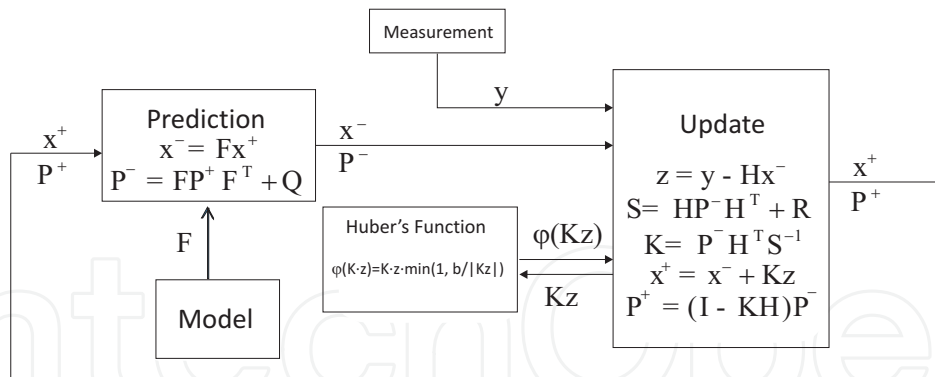 Measurement
y
Prediction
x⁻ = Fx⁺
P⁻ = FP⁺ Fᵀ + Q
x⁺
P⁺
x⁻
P⁻
F
Model
Huber's Function
φ(K·z)=K·z·min(1, b/|Kz|)
φ(Kz)
Kz
Update
z = y - Hx⁻
S= HP⁻Hᵀ + R
K= P⁻HᵀS⁻¹
x⁺ = x⁻ + Kz
P⁺ = (I - KH)P⁻
x⁺
P⁺